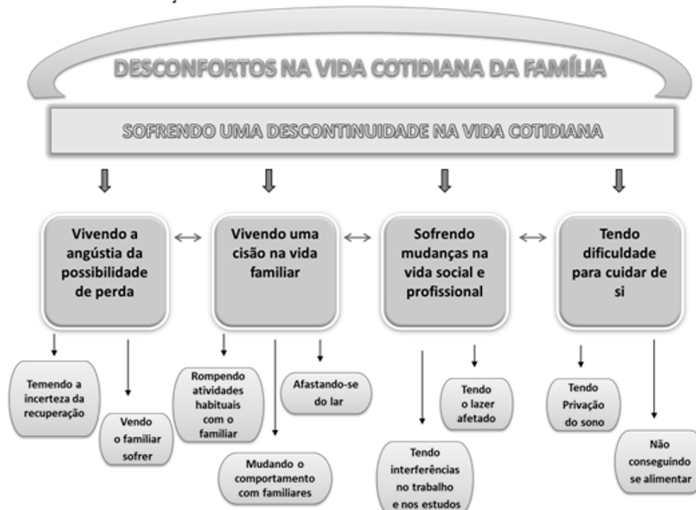 DESCONFORTOS NA VIDA COTIDIANA DA FAMÍLIA
SOFRENDO UMA DESCONTINUIDADE NA VIDA COTIDIANA
Vivendo a
angústia da
possibilidade
de perda
Vivendo uma
cisão na vida
familiar
Sofrendo
mudanças na
vida social e
profissional
Tendo
dificuldade
para cuidar de
si
Temendo a
incerteza da
recuperação
Vendo
o familiar
sofrer
Rompendo
atividades
habituais
com o
familiar
Mudando o
comportamento
com familiares
Afastando-se
do lar
Tendo
interferências
no trabalho
e nos estudos
Tendo
o lazer
afetado
Tendo
Privação
do sono
Não
conseguindo
se alimentar